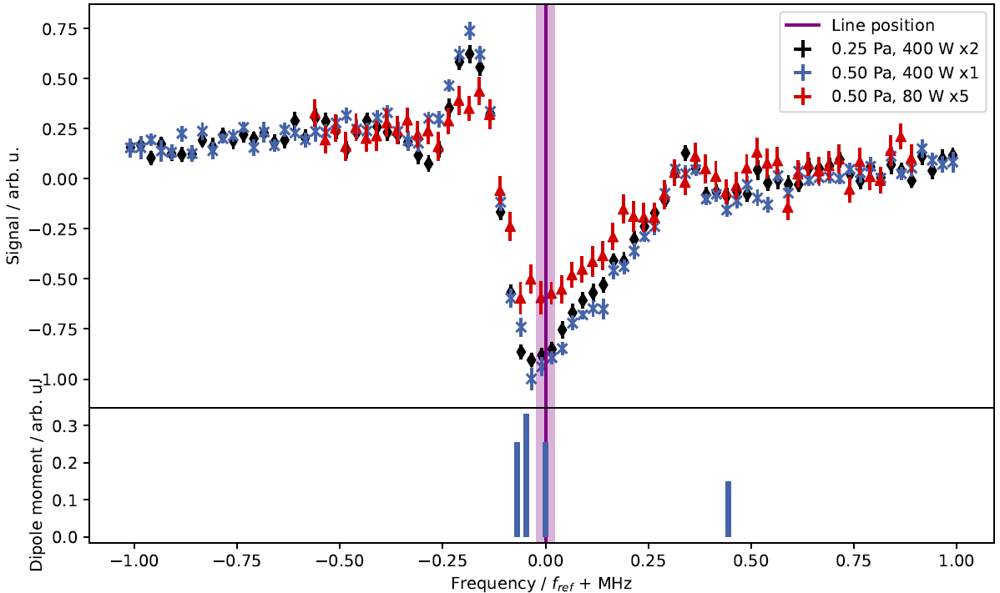 Signal / arb. u.
0.75
0.50
0.25
0.00
−0.25
−0.50
−0.75
−1.00
Line position
0.25 Pa, 400 W x2
0.50 Pa, 400 W x1
0.50 Pa, 80 W x5
Dipole moment / arb. u.
0.3
0.2
0.1
0.0
−1.00 −0.75 −0.50 −0.25 0.00 0.25 0.50 0.75 1.00
Frequency / f_ref + MHz